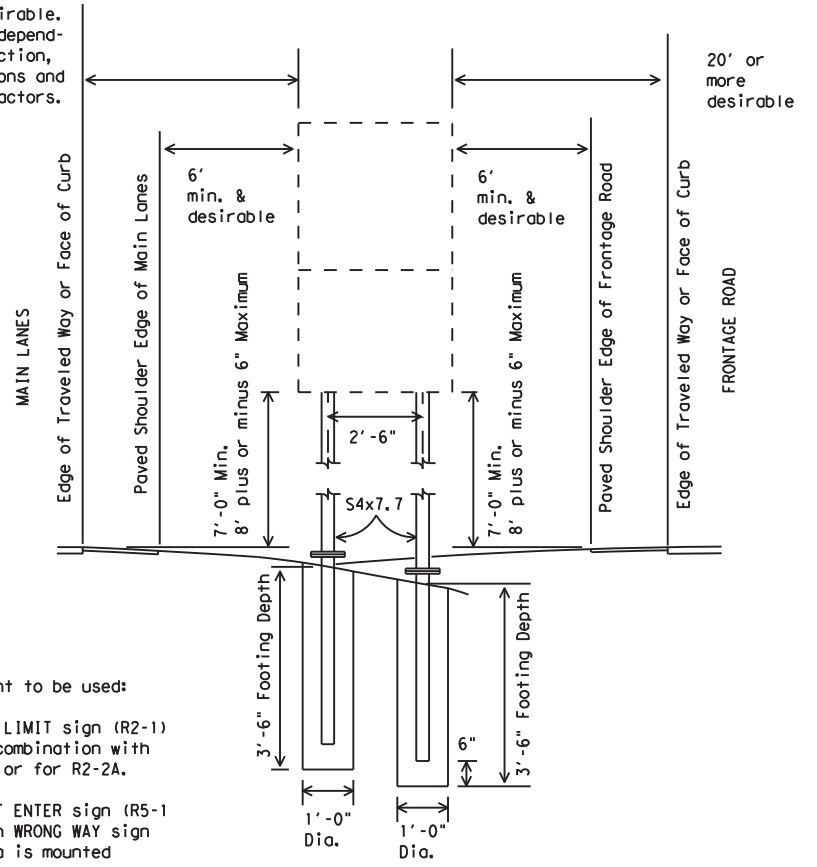 irable.
depend-
ction,
ons and
actors.
20' or
more
desirable
6'
min. &
desirable
6'
min. &
desirable
MAIN LANES
Edge of Traveled Way or Face of Curb
Paved Shoulder Edge of Main Lanes
7'-0" Min.
8' plus or minus 6" Maximum
7'-0" Min.
8' plus or minus 6" Maximum
Paved Shoulder Edge of Frontage Road
Edge of Traveled Way or Face of Curb
FRONTAGE ROAD
2'-6"
S4x7.7
3'-6" Footing Depth
3'-6" Footing Depth
6"
1'-0"
Dia.
1'-0"
Dia.
nt to be used:
LIMIT sign (R2-1)
combination with
or for R2-2A.
T ENTER sign (R5-1
n WRONG WAY sign
a is mounted